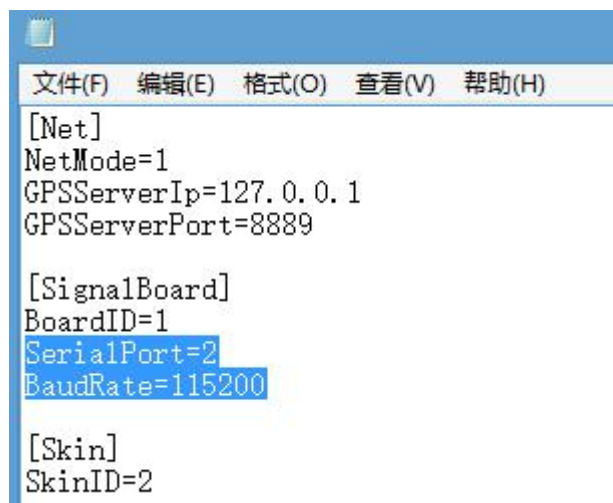 文件(F) 编辑(E) 格式(O) 查看(V) 帮助(H)
[Net]
NetMode=1
GPSServerIp=127.0.0.1
GPSServerPort=8889
[SignalBoard]
BoardID=1
SerialPort=2
BaudRate=115200
[Skin]
SkinID=2